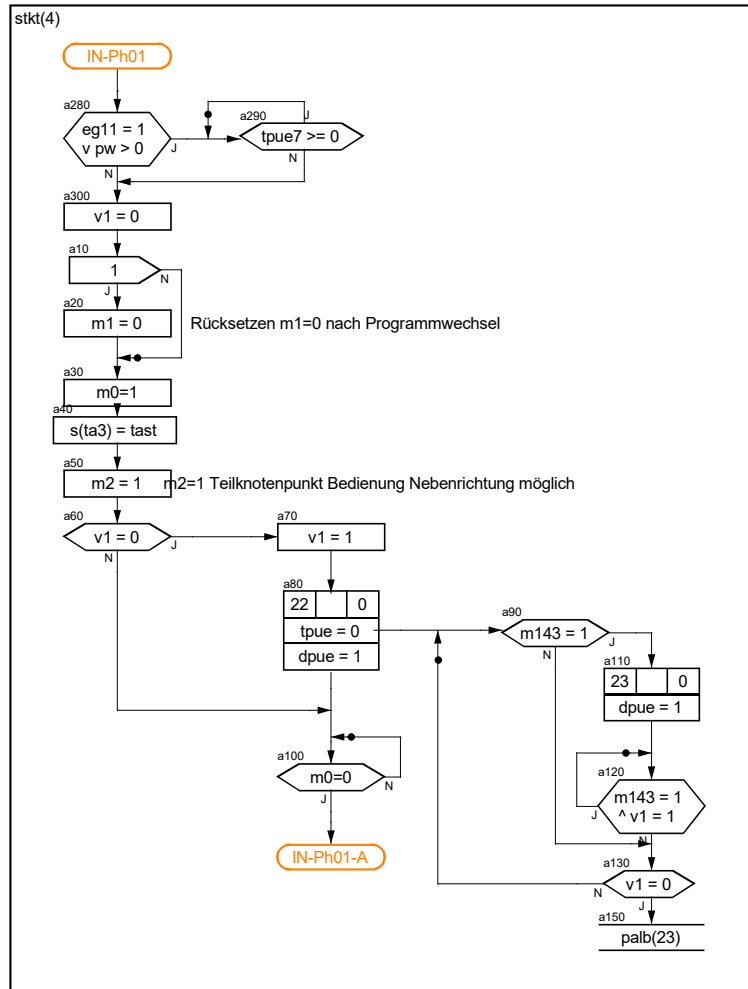 stkt(4)
IN-Ph01
a280
eg11 = 1
v pw > 0
J
N
a290
tpue7 >= 0
J
N
a300
v1 = 0
a10
1
N
J
a20
m1 = 0
Rücksetzen m1=0 nach Programmwechsel
a30
m0=1
a40
s(ta3) = tast
a50
m2 = 1
m2=1 Teilknotenpunkt Bedienung Nebenrichtung möglich
a60
v1 = 0
J
N
a70
v1 = 1
a80
22 0
tpue = 0
dpue = 1
a90
m143 = 1
J
N
a110
23 0
dpue = 1
a100
m0=0
N
J
a120
m143 = 1
^ v1 = 1
J
N
IN-Ph01-A
a130
v1 = 0
N
J
a150
palb(23)